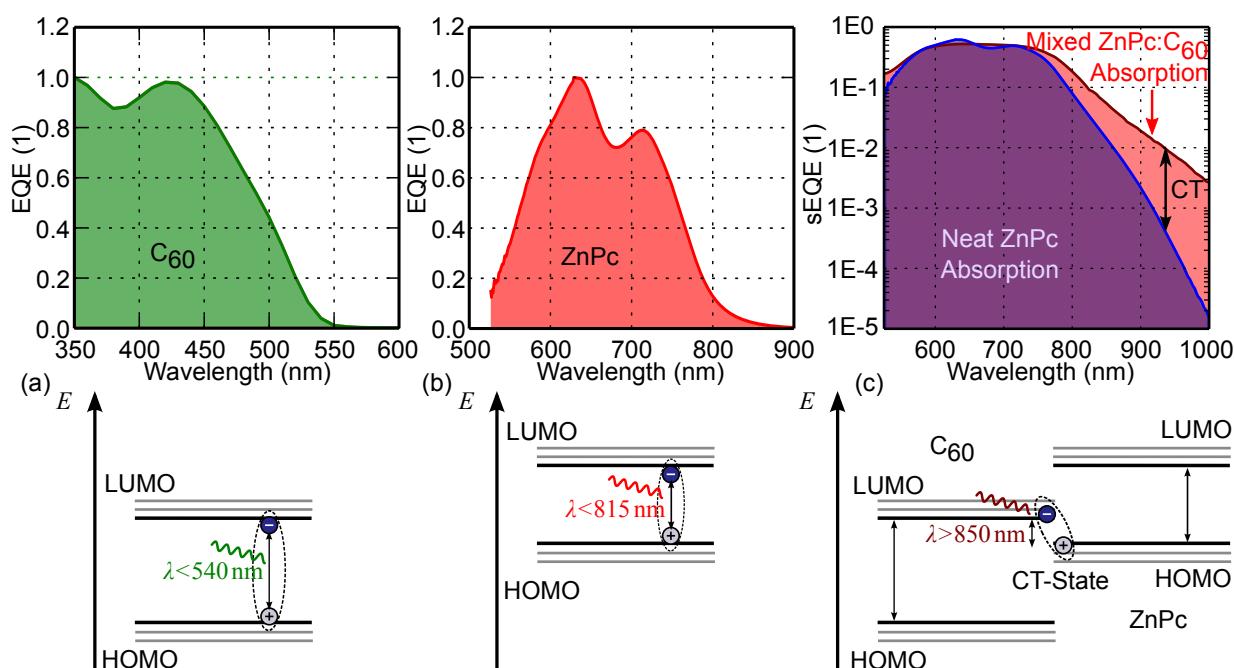 1.2
1.0
0.8
0.6
0.4
0.2
0.0
EQE (1)
C60
350 400 450 500 550 600
Wavelength (nm)
(a)
1.2
1.0
0.8
0.6
0.4
0.2
0.0
EQE (1)
ZnPc
500 600 700 800 900
Wavelength (nm)
(b)
1E0
1E-1
1E-2
1E-3
1E-4
1E-5
sEQE (1)
Mixed ZnPc:C60
Absorption
CT
Neat ZnPc
Absorption
600 700 800 900 1000
Wavelength (nm)
(c)
E
LUMO
−
λ<540 nm
+
HOMO
E
LUMO
−
λ<815 nm
+
HOMO
E
LUMO
C60
LUMO
−
λ>850 nm
+
CT-State
HOMO
ZnPc
HOMO